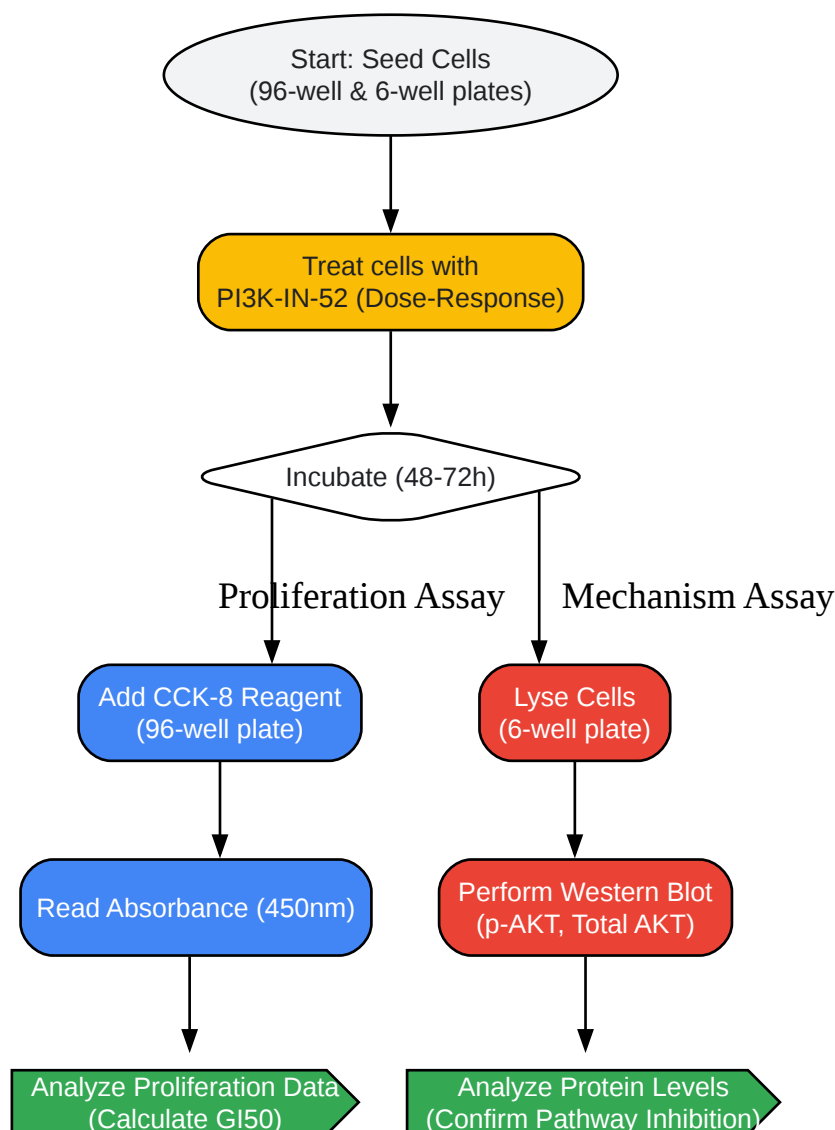 Start: Seed Cells
(96-well & 6-well plates)
Treat cells with
PI3K-IN-52 (Dose-Response)
Incubate (48-72h)
Proliferation Assay
Mechanism Assay
Add CCK-8 Reagent
(96-well plate)
Lyse Cells
(6-well plate)
Read Absorbance (450nm)
Perform Western Blot
(p-AKT, Total AKT)
Analyze Proliferation Data
(Calculate GI50)
Analyze Protein Levels
(Confirm Pathway Inhibition)